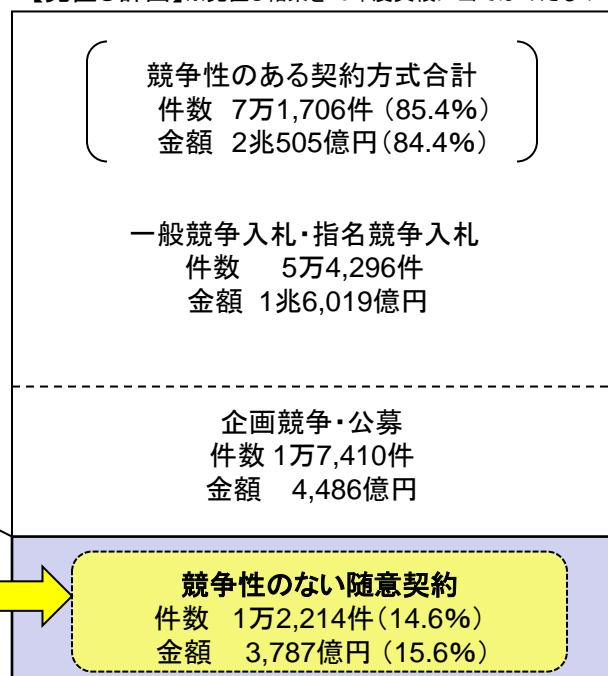 競争性のある契約方式合計
件数 7万1,706件（85.4%）
金額 2兆505億円（84.4%）
一般競争入札・指名競争入札
件数 5万4,296件
金額 1兆6,019億円
企画競争・公募
件数 1万7,410件
金額 4,486億円
競争性のない随意契約
件数 1万2,214件（14.6%）
金額 3,787億円（15.6%）